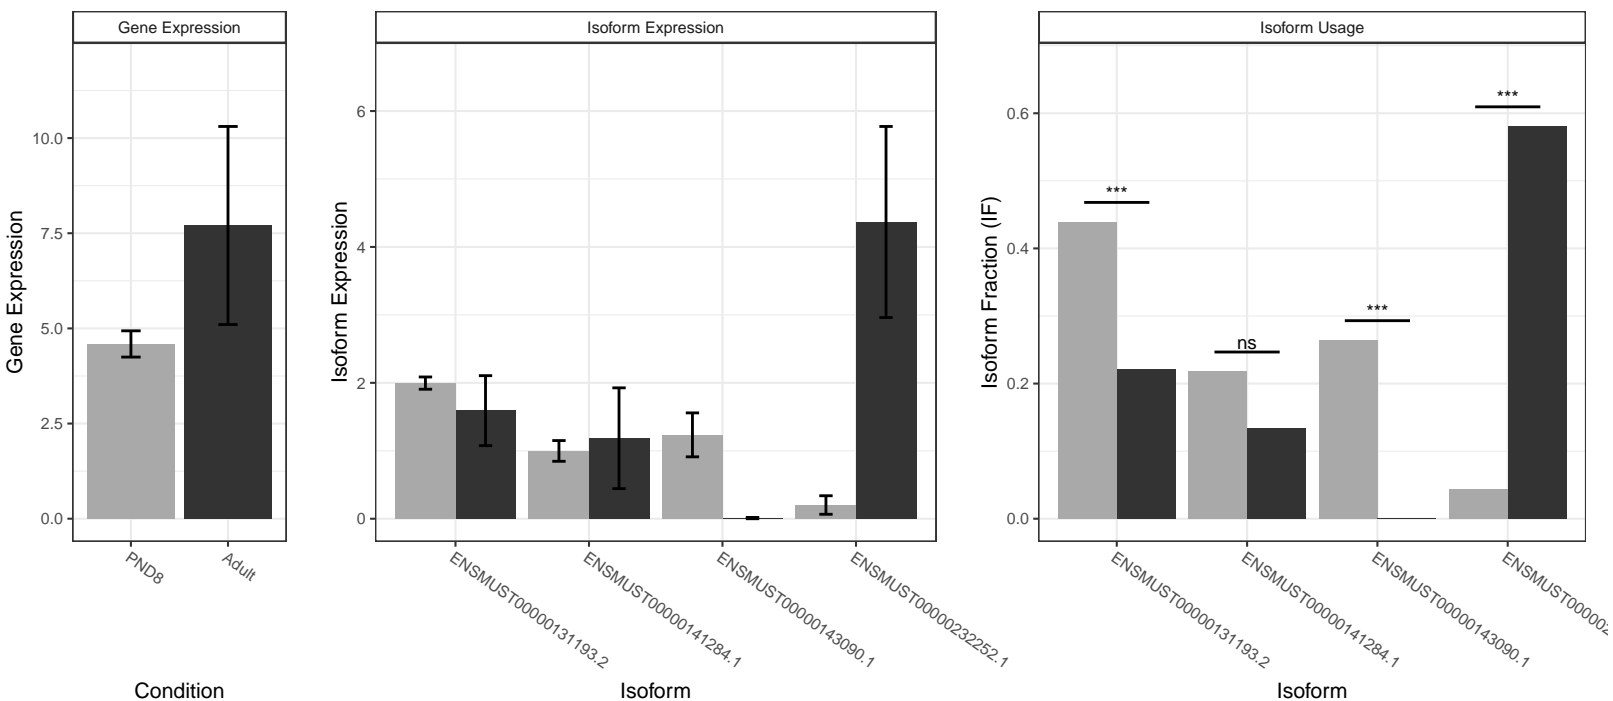 Gene Expression
Isoform Expression
Isoform Usage
Gene Expression
10.0
7.5
5.0
2.5
0.0
PND8
Adult
Condition
Isoform Expression
6
4
2
0
ENSMUST00000131193.2
ENSMUST00000141284.1
ENSMUST00000143090.1
ENSMUST00000232252.1
Isoform
Isoform Fraction (IF)
0.6
0.4
0.2
0.0
***
ns
***
***
ENSMUST00000131193.2
ENSMUST00000141284.1
ENSMUST00000143090.1
ENSMUST000002
Isoform